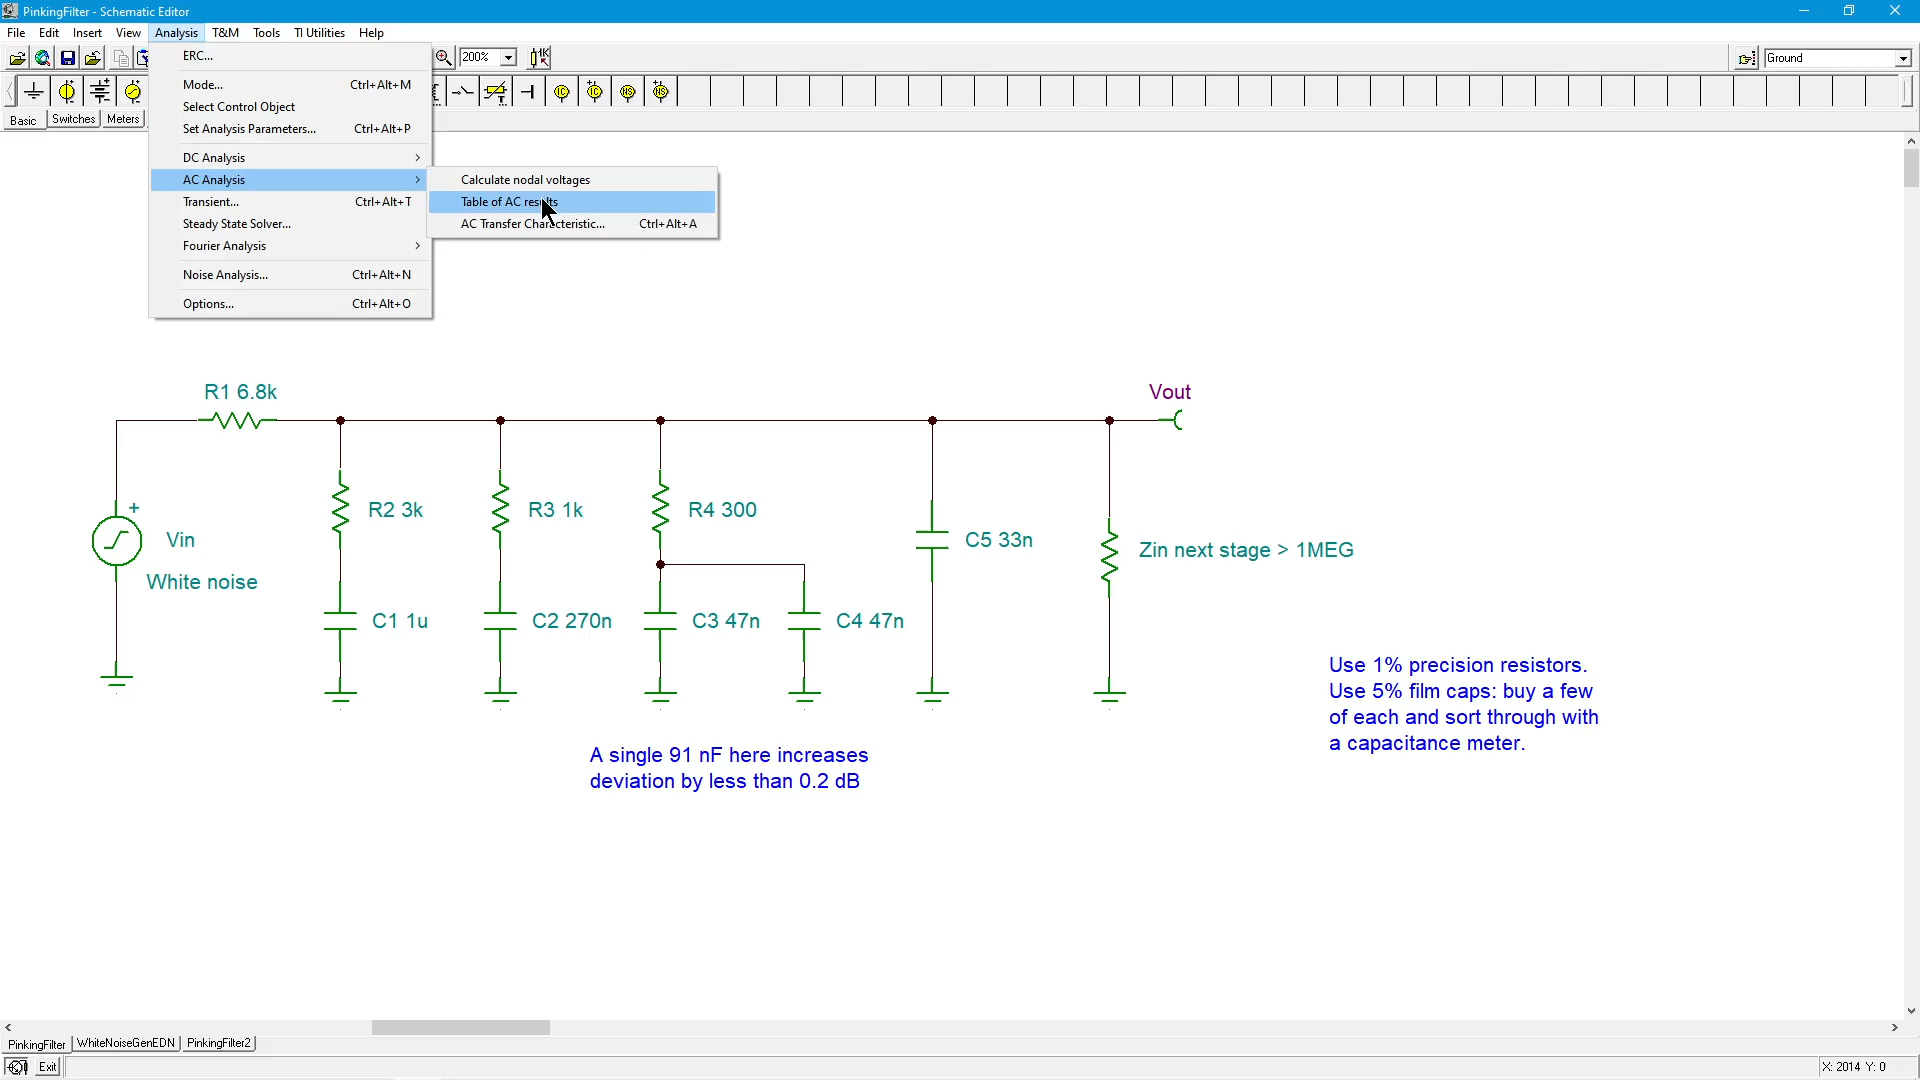 PinkingFilter - Schematic Editor
File Edit Insert View Analysis T&M Tools TI Utilities Help
200%
Ground
Basic Switches Meters
ERC...
Mode... Ctrl+Alt+M
Select Control Object
Set Analysis Parameters... Ctrl+Alt+P
DC Analysis
AC Analysis
Transient... Ctrl+Alt+T
Steady State Solver...
Fourier Analysis
Noise Analysis... Ctrl+Alt+N
Options... Ctrl+Alt+O
Calculate nodal voltages
Table of AC results
AC Transfer Characteristic... Ctrl+Alt+A
R1 6.8k
Vout
R2 3k
R3 1k
R4 300
+
Vin
White noise
C5 33n
Zin next stage > 1MEG
C1 1u
C2 270n
C3 47n
C4 47n
Use 1% precision resistors.
Use 5% film caps: buy a few
of each and sort through with
a capacitance meter.
A single 91 nF here increases
deviation by less than 0.2 dB
PinkingFilter WhiteNoiseGenEDN PinkingFilter2
Exit
X: 2014 Y: 0